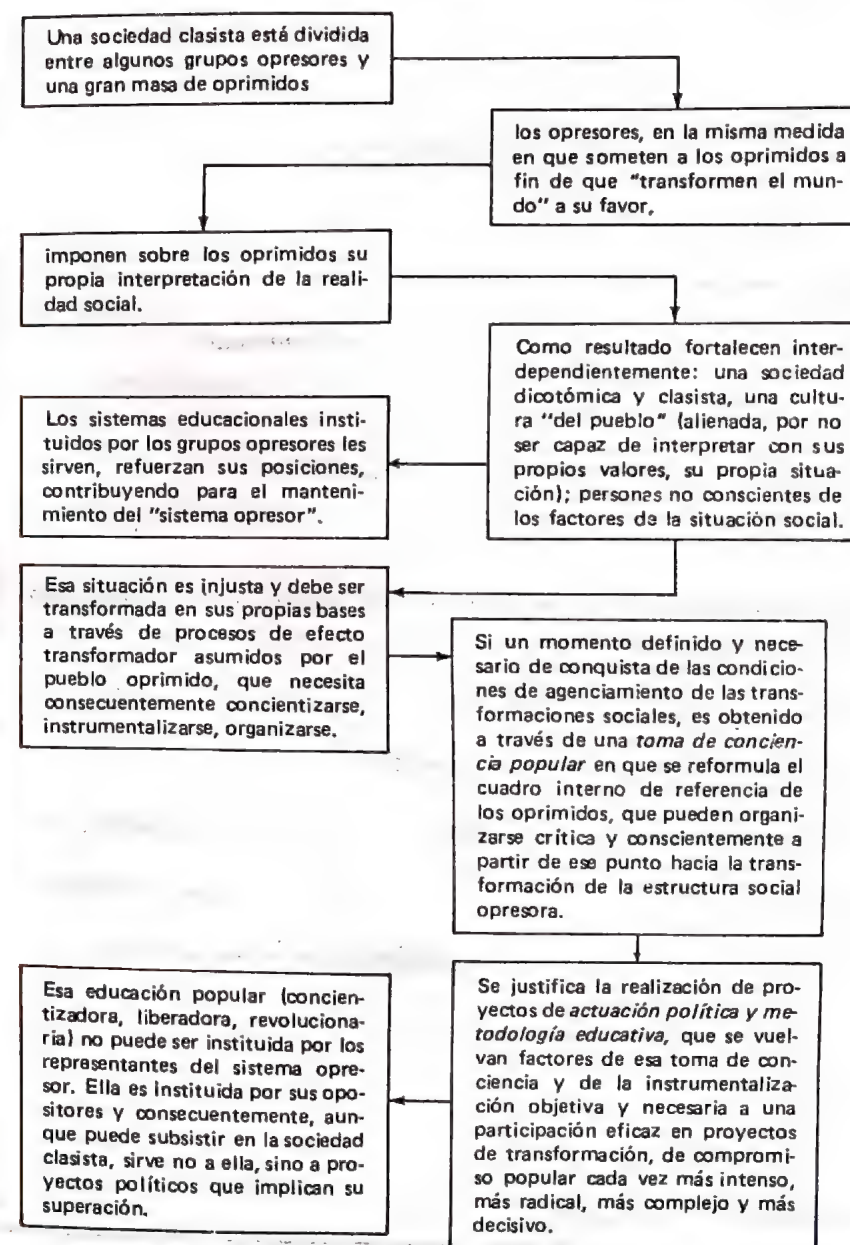 Una sociedad clasista está dividida
entre algunos grupos opresores y
una gran masa de oprimidos
los opresores, en la misma medida
en que someten a los oprimidos a
fin de que "transformen el mun-
do" a su favor,
imponen sobre los oprimidos su
propia interpretación de la reali-
dad social.
Como resultado fortalecen inter-
dependientemente: una sociedad
dicotómica y clasista, una cultu-
ra "del pueblo" (alienada, por no
ser capaz de interpretar con sus
propios valores, su propia situa-
ción); persones no conscientes de
los factores de la situación social.
Los sistemas educacionales insti-
tuidos por los grupos opresores les
sirven, refuerzan sus posiciones,
contribuyendo para el manteni-
miento del "sistema opresor".
Esa situación es injusta y debe ser
transformada en sus propias bases
a través de procesos de efecto
transformador asumidos por el
pueblo oprimido, que necesita
consecuentemente concientizarse,
instrumentalizarse, organizarse.
Si un momento definido y nece-
sario de conquista de las condicio-
nes de agenciamiento de las trans-
formaciones sociales, es obtenido
a través de una toma de concien-
cia popular en que se reformula el
cuadro interno de referencia de
los oprimidos, que pueden organi-
zarse crítica y conscientemente a
partir de ese punto hacia la trans-
formación de la estructura social
opresora.
Se justifica la realización de pro-
yectos de actuación política y me-
todología educativa, que se vuel-
van factores de esa toma de con-
ciencia y de la instrumentaliza-
ción objetiva y necesaria a una
participación eficaz en proyectos
de transformación, de compromi-
so popular cada vez más intenso,
más radical, más complejo y más
decisivo.
Esa educación popular (concien-
tizadora, liberadora, revoluciona-
ria) no puede ser instituida por los
representantes del sistema opre-
sor. Ella es instituida por sus opo-
sitores y consecuentemente, aun-
que puede subsistir en la sociedad
clasista, sirve no a ella, sino a pro-
yectos políticos que implican su
superación.